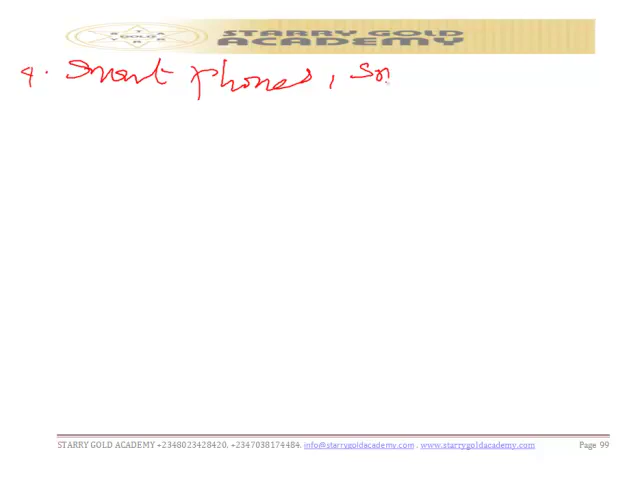 STARRY GOLD
ACADEMY
4. Smart phones, Sm
STARRY GOLD ACADEMY +2348023428420, +2347038174484, info@starrygoldacademy.com , www.starrygoldacademy.com Page 99